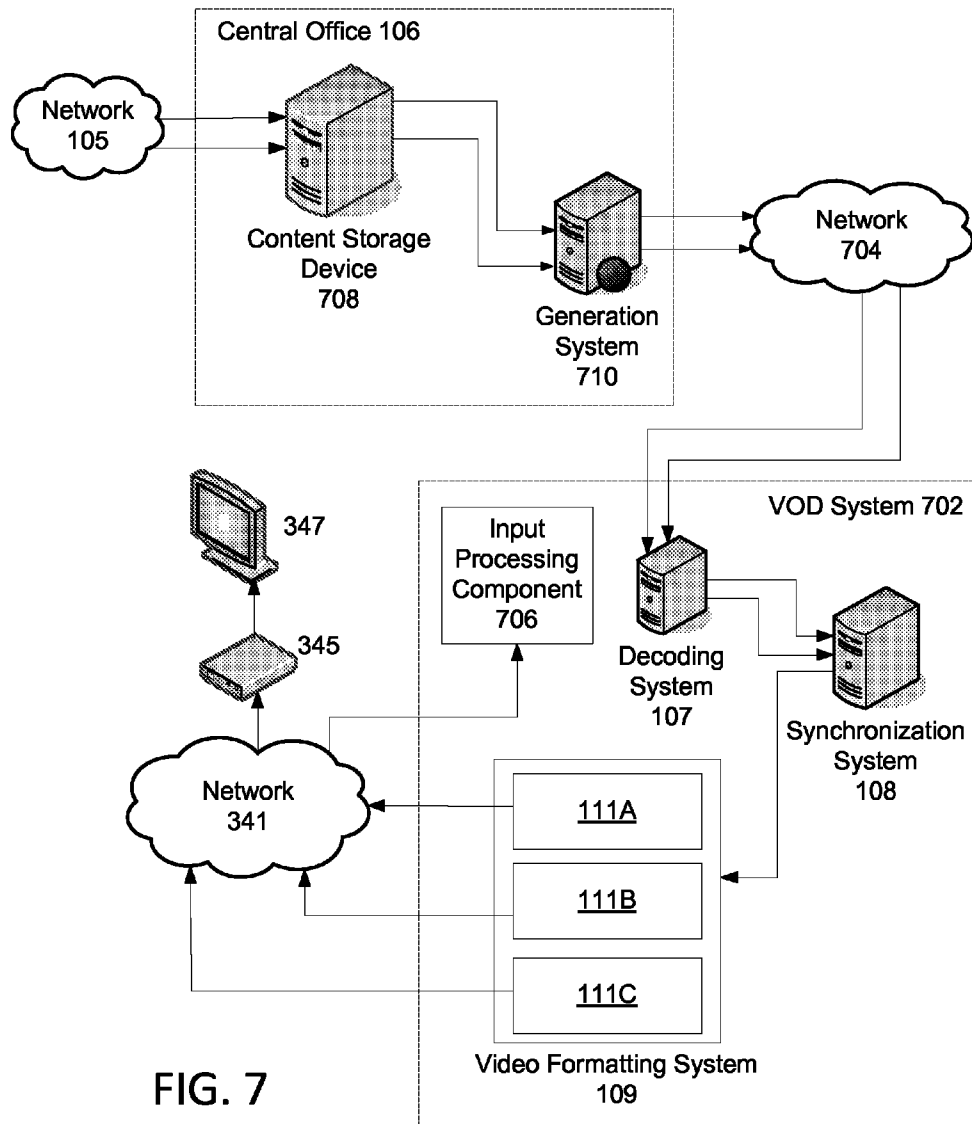 Central Office 106
Network
105
Content Storage
Device
708
Generation
System
710
Network
704
VOD System 702
347
345
Input
Processing
Component
706
Decoding
System
107
Synchronization
System
108
Network
341
111A
111B
111C
Video Formatting System
109
FIG. 7